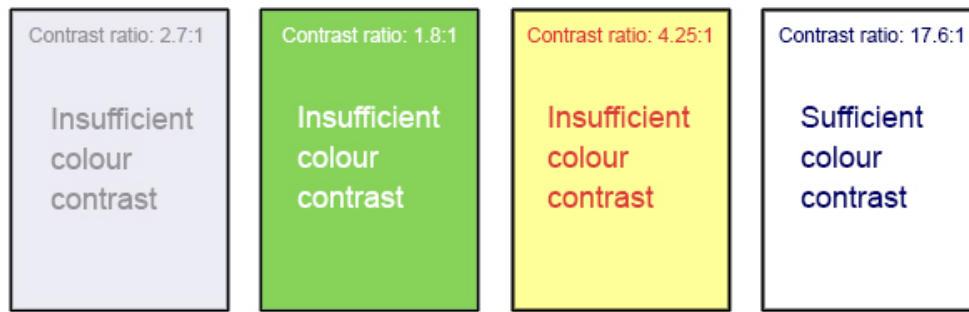 Contrast ratio: 2.7:1
Insufficient
colour
contrast
Contrast ratio: 1.8:1
Insufficient
colour
contrast
Contrast ratio: 4.25:1
Insufficient
colour
contrast
Contrast ratio: 17.6:1
Sufficient
colour
contrast